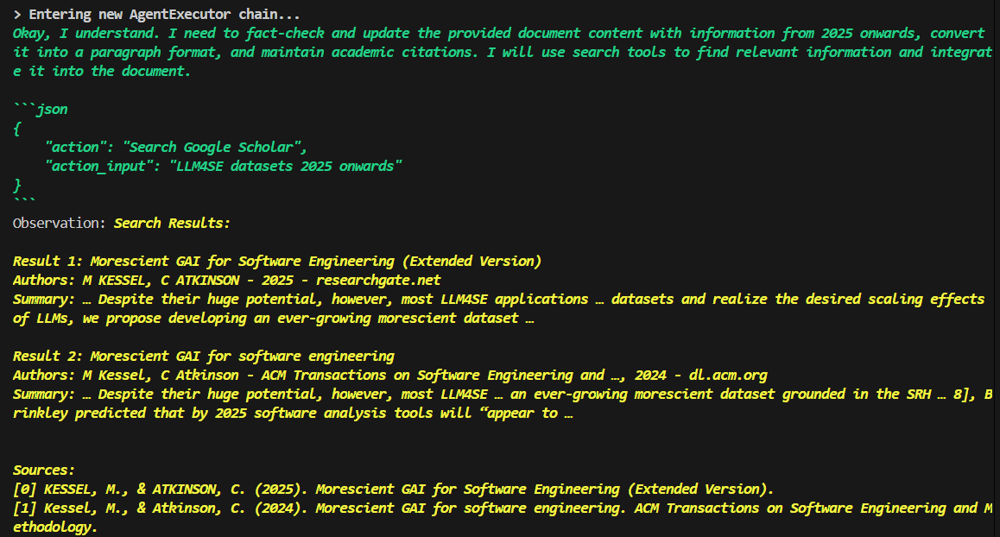 > Entering new AgentExecutor chain...
Okay, I understand. I need to fact-check and update the provided document content with information from 2025 onwards, convert
it into a paragraph format, and maintain academic citations. I will use search tools to find relevant information and integrat
e it into the document.
```json
{
    "action": "Search Google Scholar",
    "action_input": "LLM4SE datasets 2025 onwards"
}
```
Observation: Search Results:
Result 1: Morescient GAI for Software Engineering (Extended Version)
Authors: M KESSEL, C ATKINSON - 2025 - researchgate.net
Summary: … Despite their huge potential, however, most LLM4SE applications … datasets and realize the desired scaling effects
of LLMs, we propose developing an ever-growing morescient dataset …
Result 2: Morescient GAI for software engineering
Authors: M Kessel, C Atkinson - ACM Transactions on Software Engineering and …, 2024 - dl.acm.org
Summary: … Despite their huge potential, however, most LLM4SE … an ever-growing morescient dataset grounded in the SRH … 8], B
rinkley predicted that by 2025 software analysis tools will “appear to …
Sources:
[0] KESSEL, M., & ATKINSON, C. (2025). Morescient GAI for Software Engineering (Extended Version).
[1] Kessel, M., & Atkinson, C. (2024). Morescient GAI for software engineering. ACM Transactions on Software Engineering and M
ethodology.